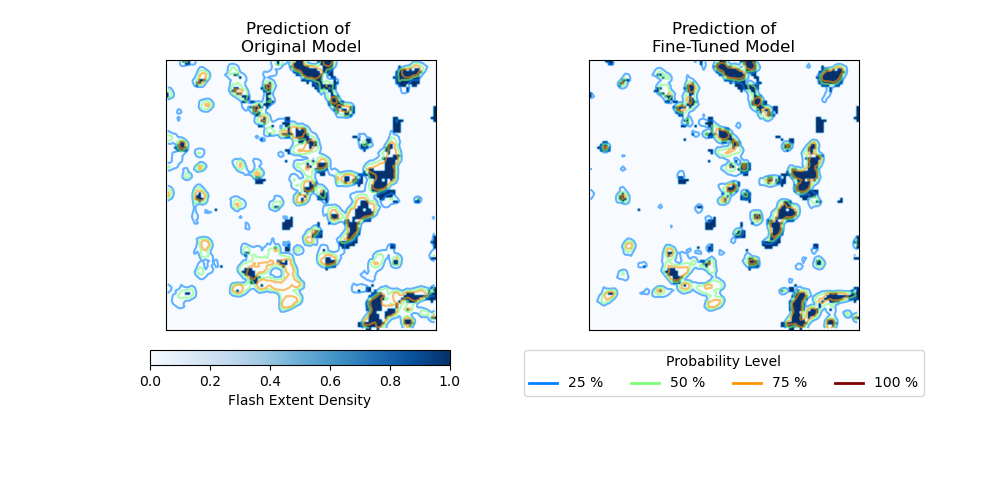 Prediction of
Original Model
Prediction of
Fine-Tuned Model
0.0 0.2 0.4 0.6 0.8 1.0
Flash Extent Density
Probability Level
25 % 50 % 75 % 100 %